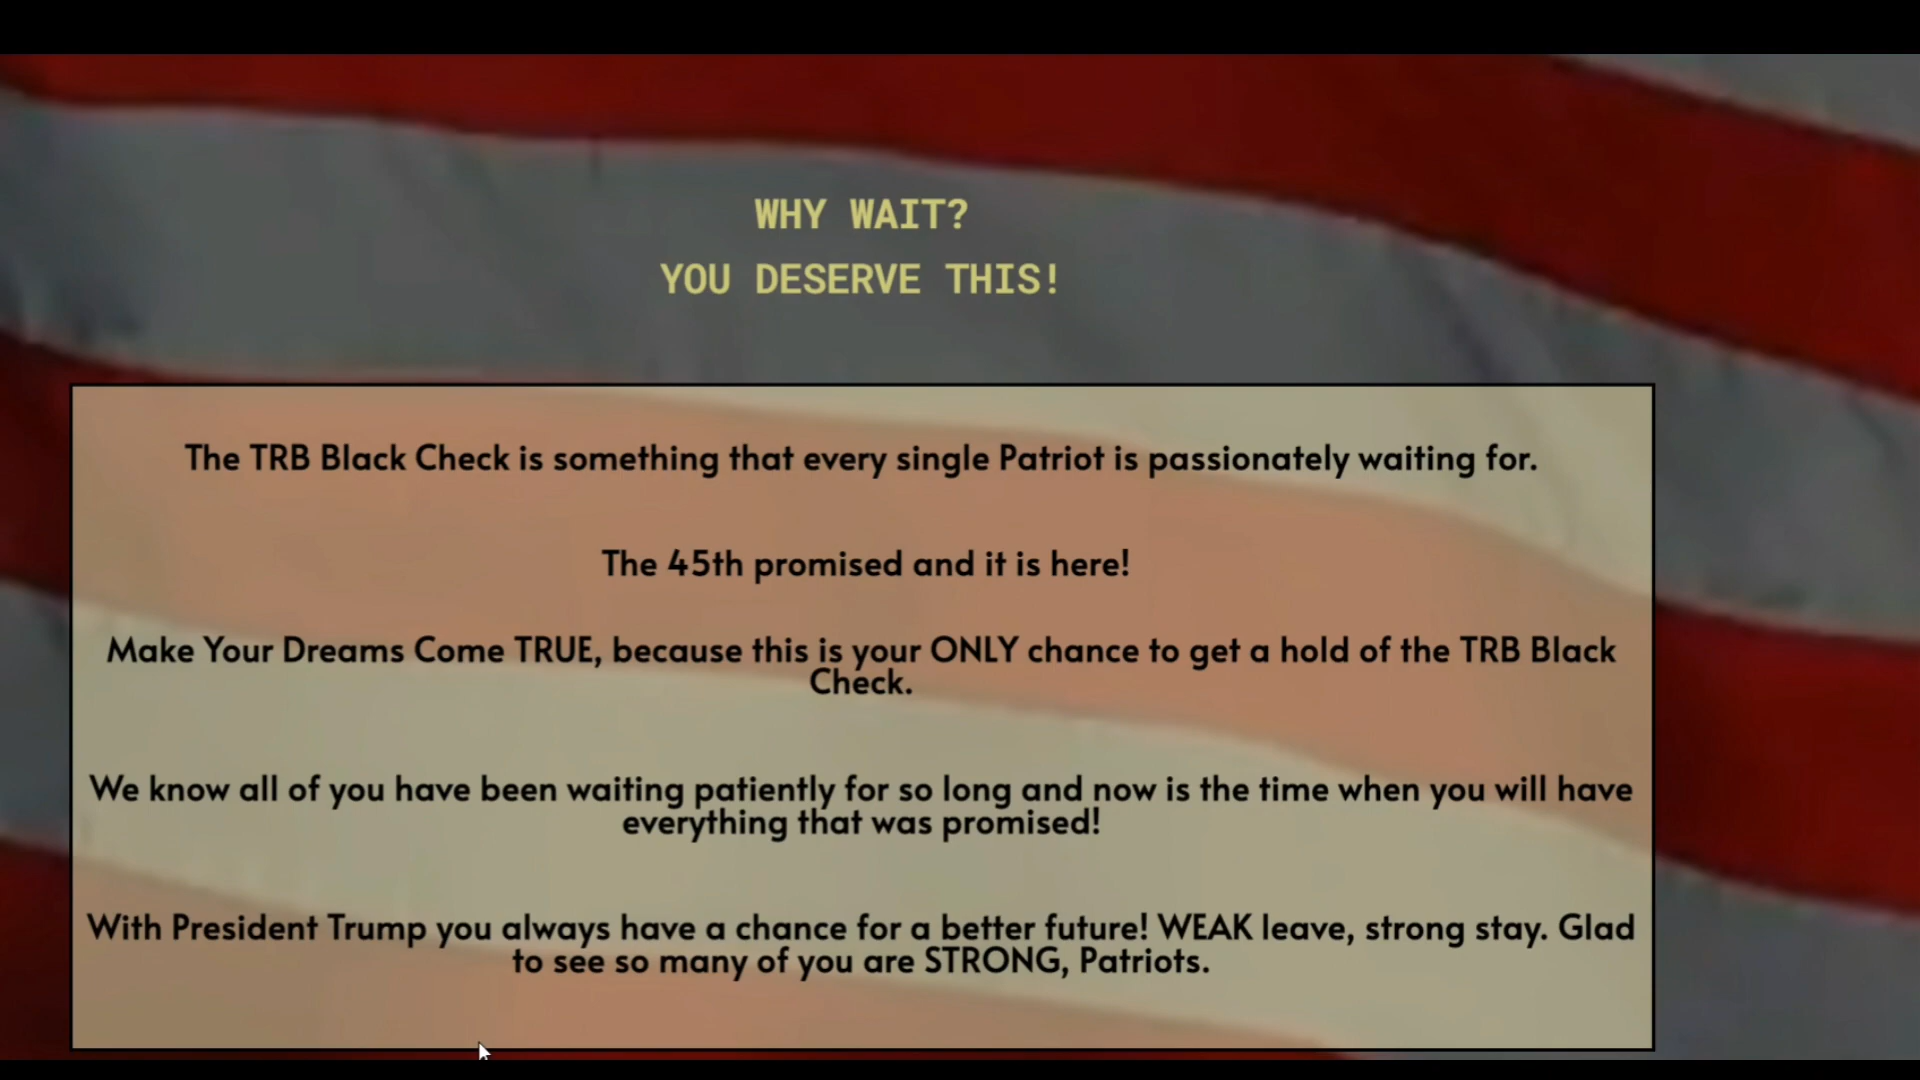 WHY WAIT?
YOU DESERVE THIS!
The TRB Black Check is something that every single Patriot is passionately waiting for.
The 45th promised and it is here!
Make Your Dreams Come TRUE, because this is your ONLY chance to get a hold of the TRB Black
Check.
We know all of you have been waiting patiently for so long and now is the time when you will have
everything that was promised!
With President Trump you always have a chance for a better future! WEAK leave, strong stay. Glad
to see so many of you are STRONG, Patriots.